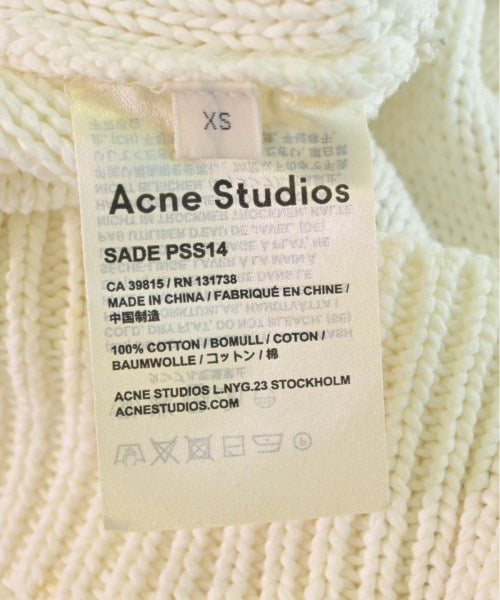 XS
Acne Studios
SADE PSS14
CA 39815 / RN 131738
MADE IN CHINA / FABRIQUÉ EN CHINE /
中国制造
100% COTTON / BOMULL / COTON /
BAUMWOLLE / コットン / 棉
ACNE STUDIOS L.NYG.23 STOCKHOLM
ACNESTUDIOS.COM